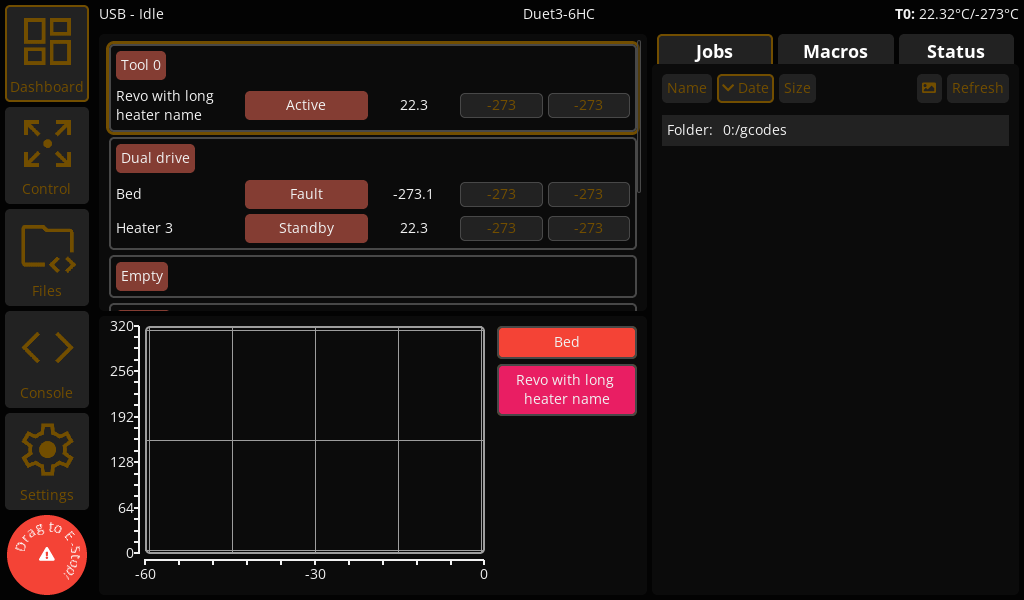 USB - Idle
Duet3-6HC
T0: 22.32°C/-273°C
Dashboard
Control
Files
Console
Settings
Drag to E-Stop!
Tool 0
Revo with long
heater name
Active
22.3
-273
-273
Dual drive
Bed
Fault
-273.1
-273
-273
Heater 3
Standby
22.3
-273
-273
Empty
320
256
192
128
64
0
-60
-30
0
Bed
Revo with long
heater name
Jobs
Macros
Status
Name
Date
Size
Refresh
Folder: 0:/gcodes